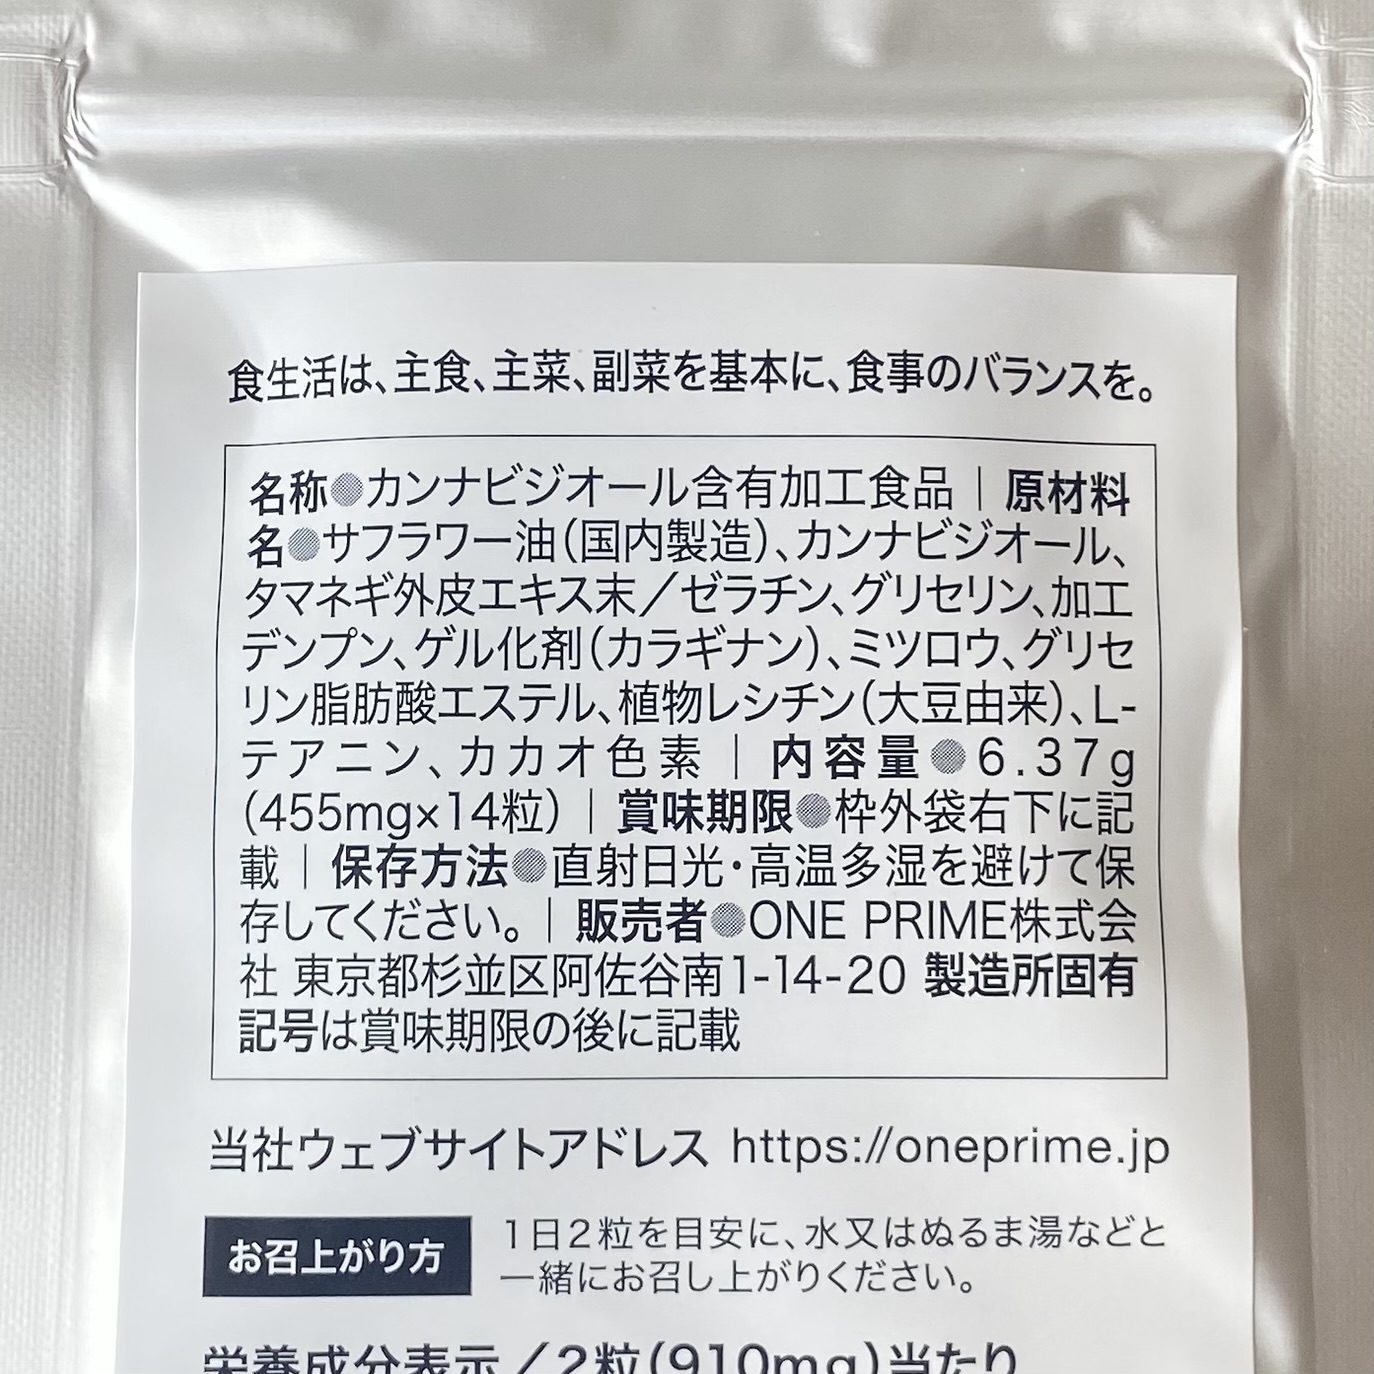 食生活は、主食、主菜、副菜を基本に、食事のバランスを。
名称●カンナビジオール含有加工食品｜原材料
名●サフラワー油（国内製造）、カンナビジオール、
タマネギ外皮エキス末／ゼラチン、グリセリン、加工
デンプン、ゲル化剤（カラギナン）、ミツロウ、グリセ
リン脂肪酸エステル、植物レシチン（大豆由来）、L-
テアニン、カカオ色素｜内容量●6.37g
（455mg×14粒）｜賞味期限●枠外袋右下に記
載｜保存方法●直射日光・高温多湿を避けて保
存してください。｜販売者●ONE PRIME株式会
社 東京都杉並区阿佐谷南1-14-20 製造所固有
記号は賞味期限の後に記載
当社ウェブサイトアドレス https://oneprime.jp
お召上がり方
1日2粒を目安に、水又はぬるま湯などと
一緒にお召し上がりください。
栄養成分表示／2粒（910mg）当たり